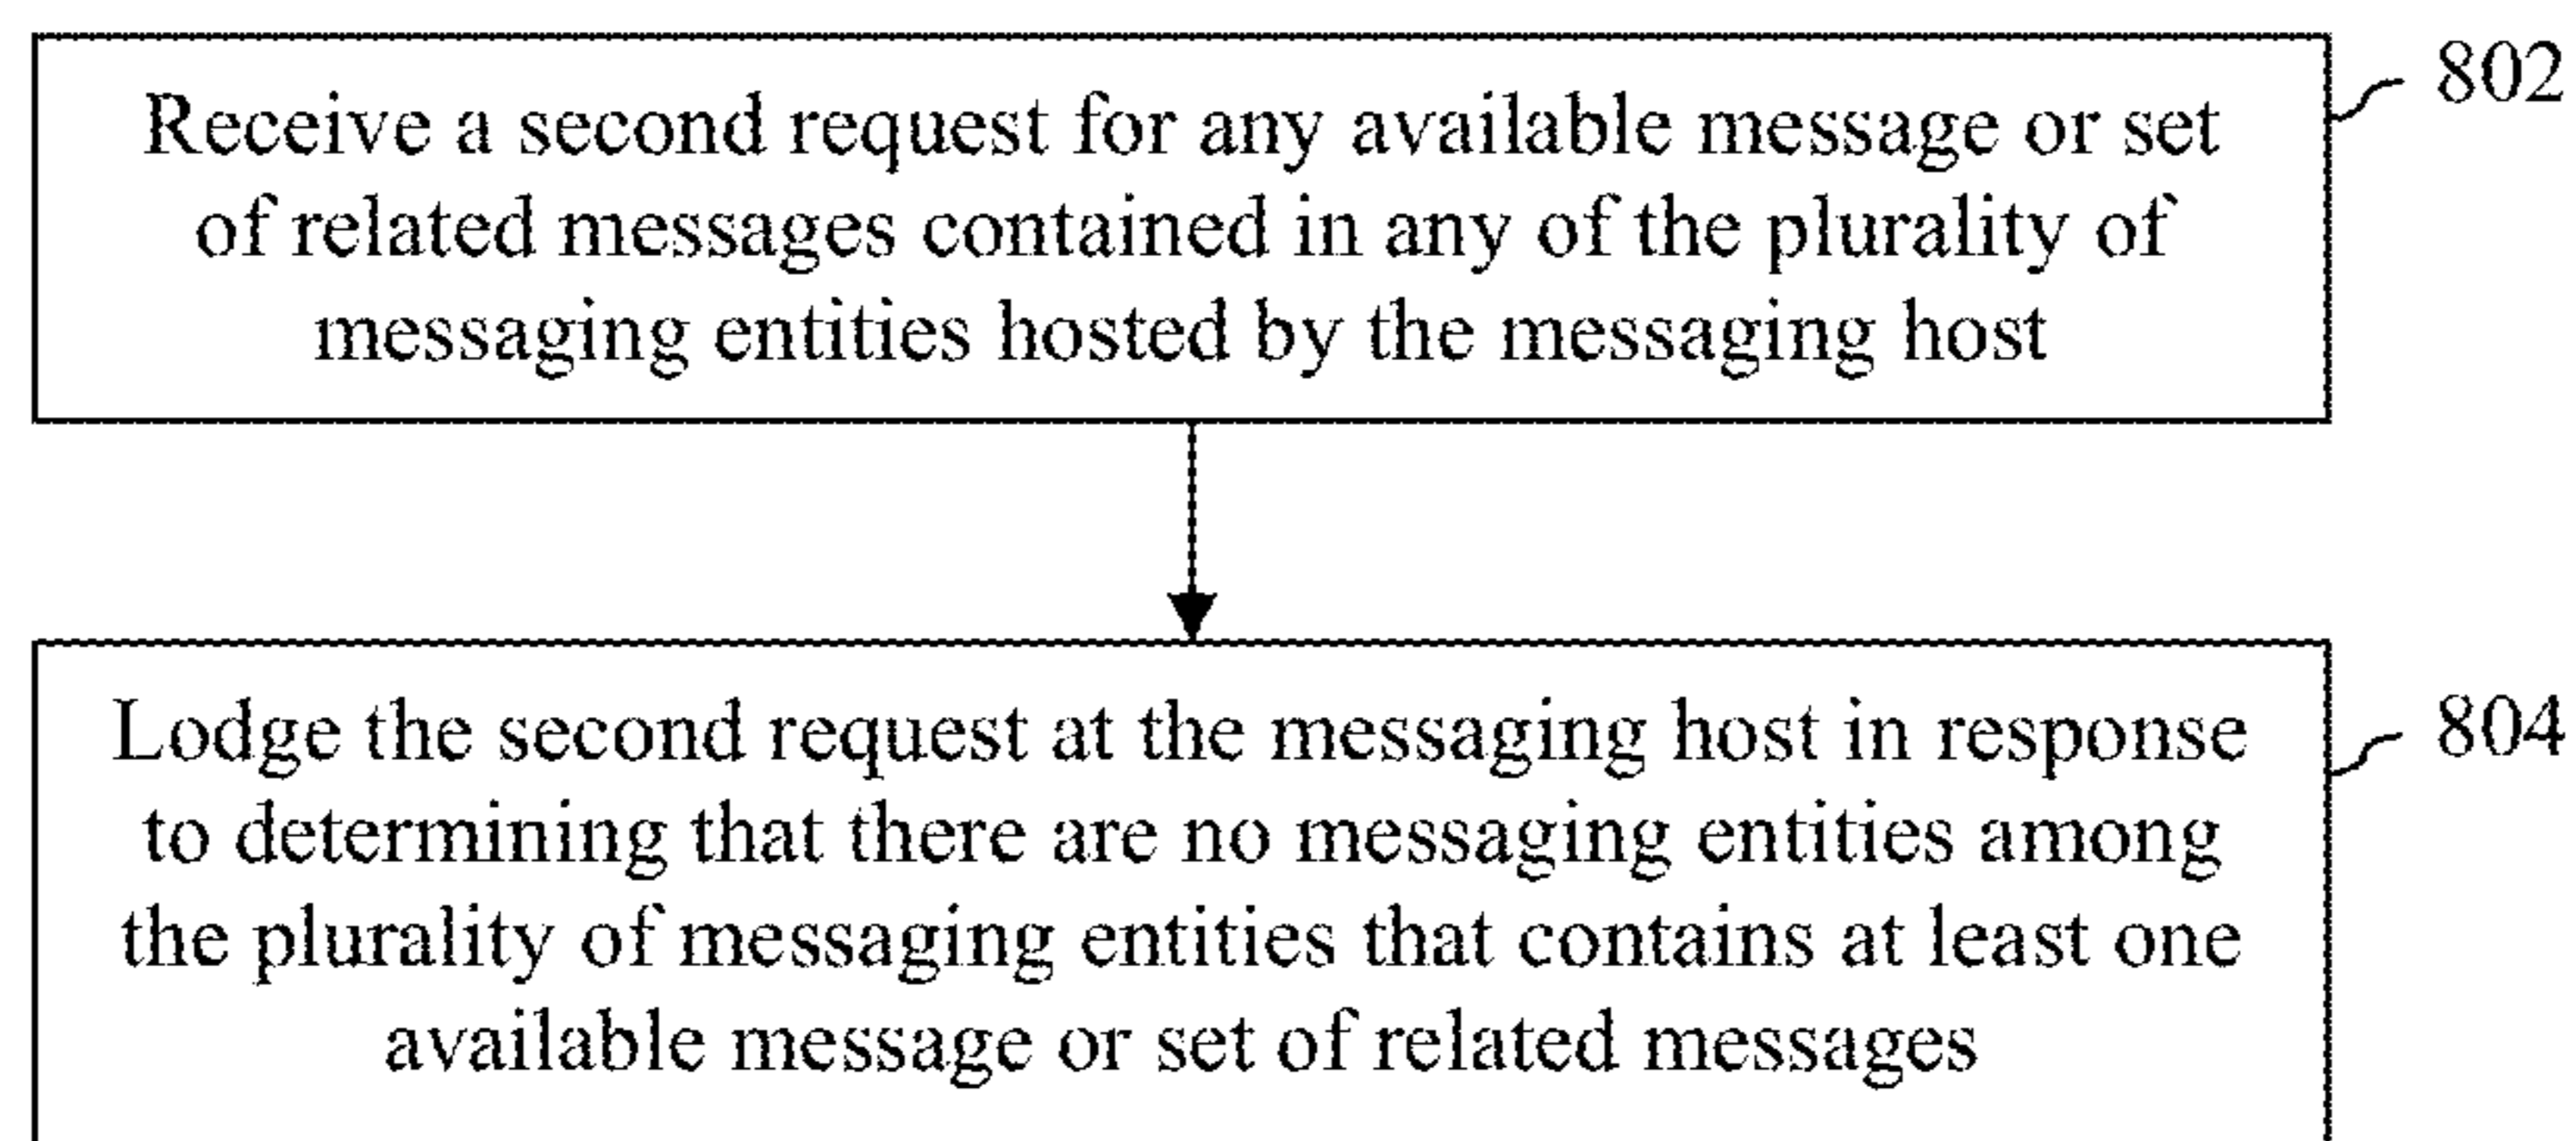 Receive a second request for any available message or set
of related messages contained in any of the plurality of
messaging entities hosted by the messaging host
802
Lodge the second request at the messaging host in response
to determining that there are no messaging entities among
the plurality of messaging entities that contains at least one
available message or set of related messages
804